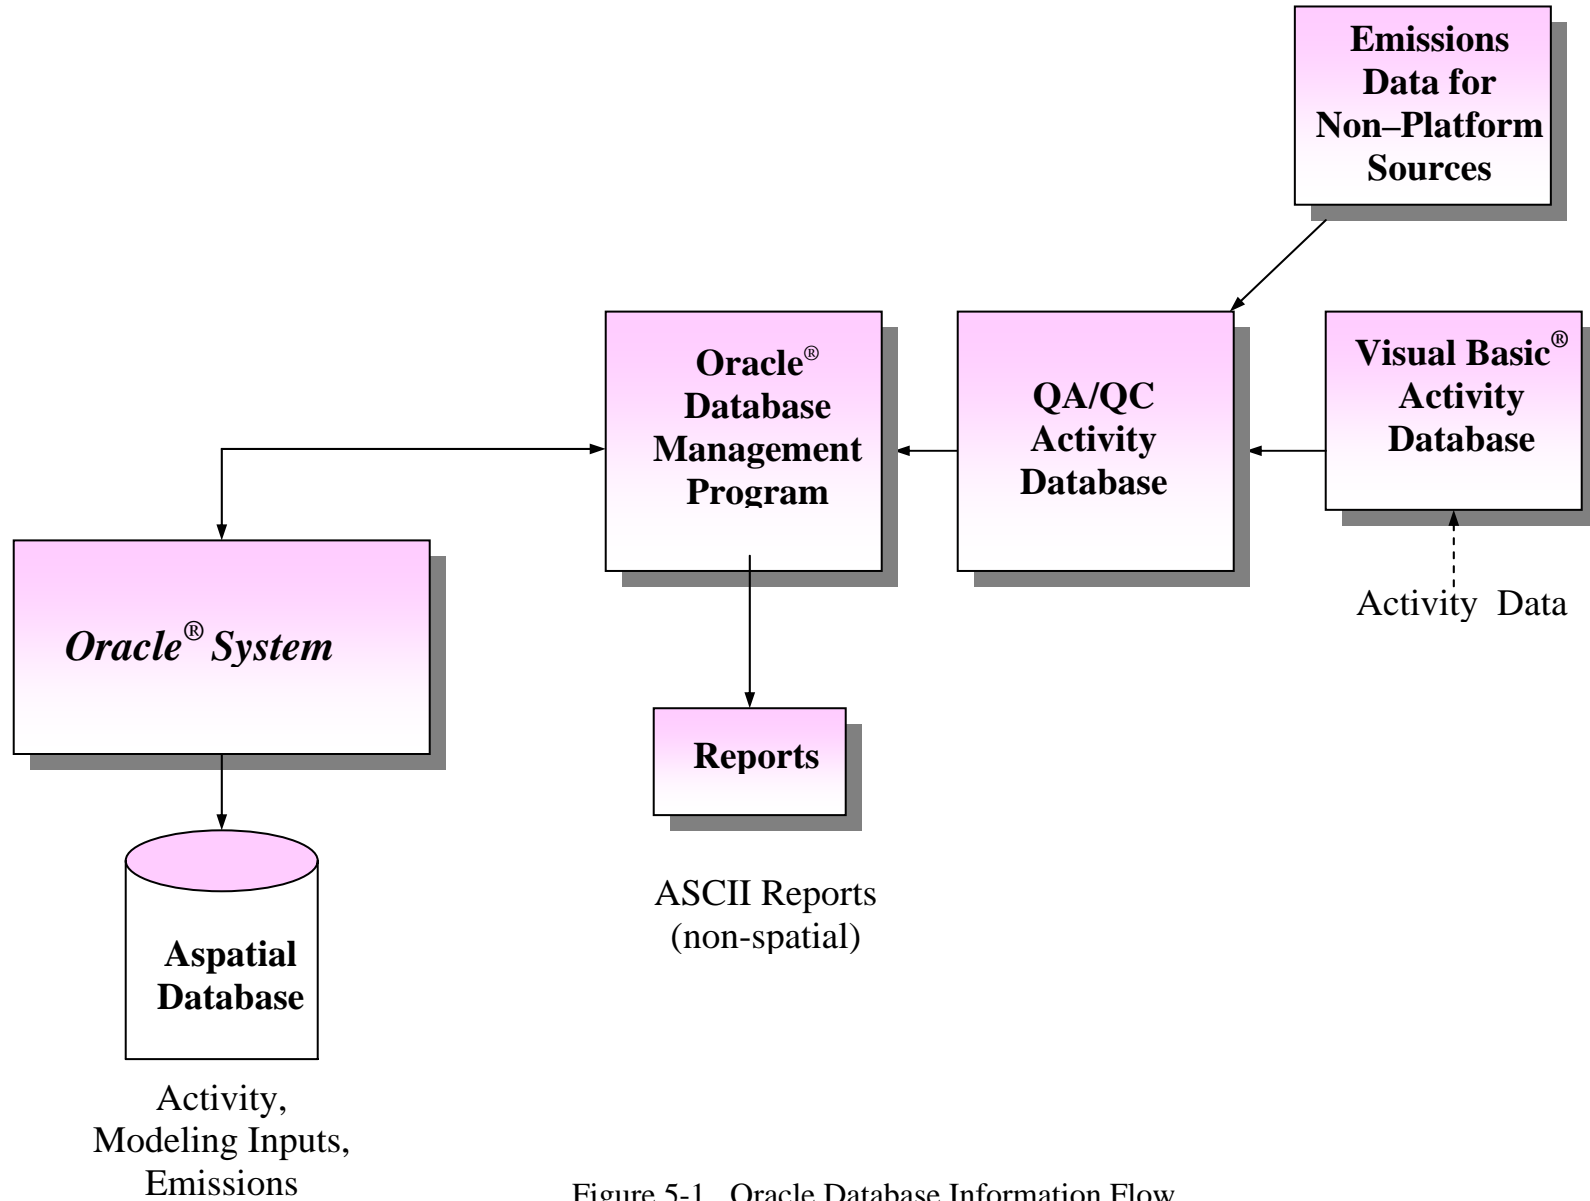 Emissions
Data for
Non–Platform
Sources
Oracle®
Database
Management
Program
QA/QC
Activity
Database
Visual Basic®
Activity
Database
Activity Data
Oracle® System
Reports
ASCII Reports
(non-spatial)
Aspatial
Database
Activity,
Modeling Inputs,
Emissions
Figure 5-1. Oracle Database Information Flow